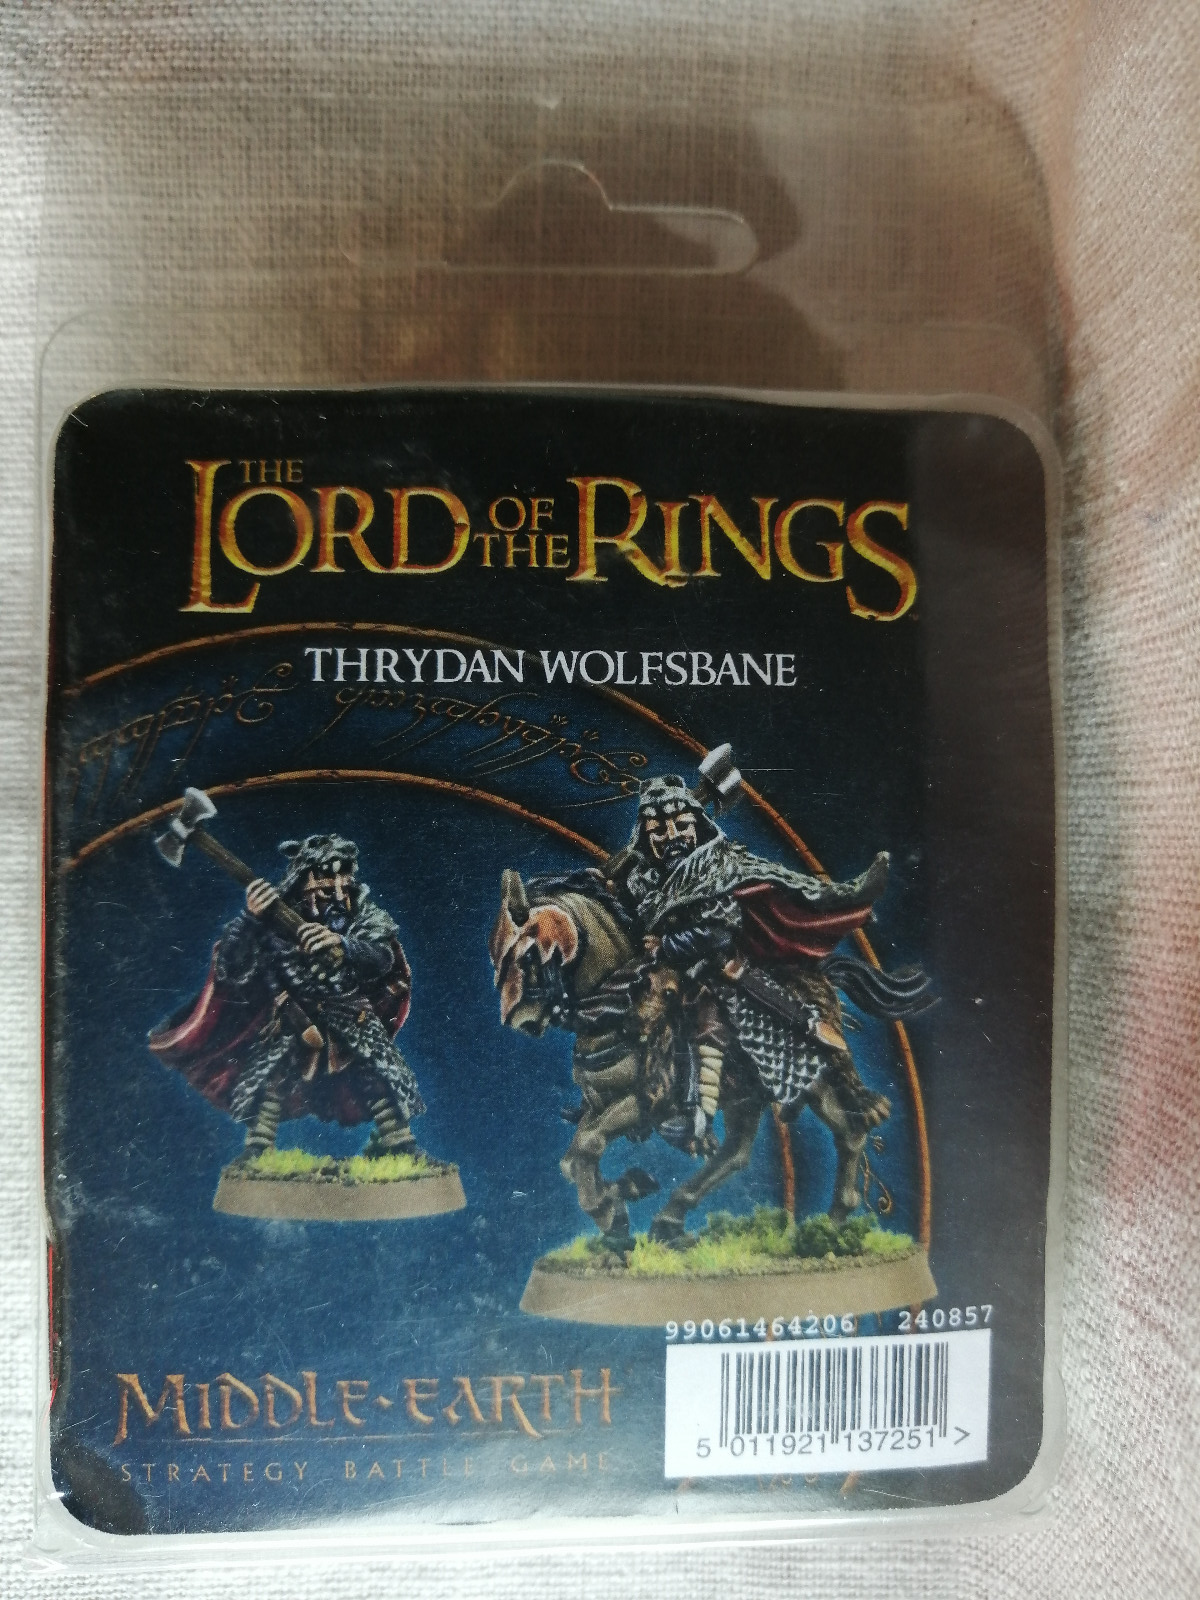 THE LORD OF THE RINGS
THRYDAN WOLFSBANE
99061464206 240857
5 011921 137251 >
MIDDLE-EARTH
STRATEGY BATTLE GAME